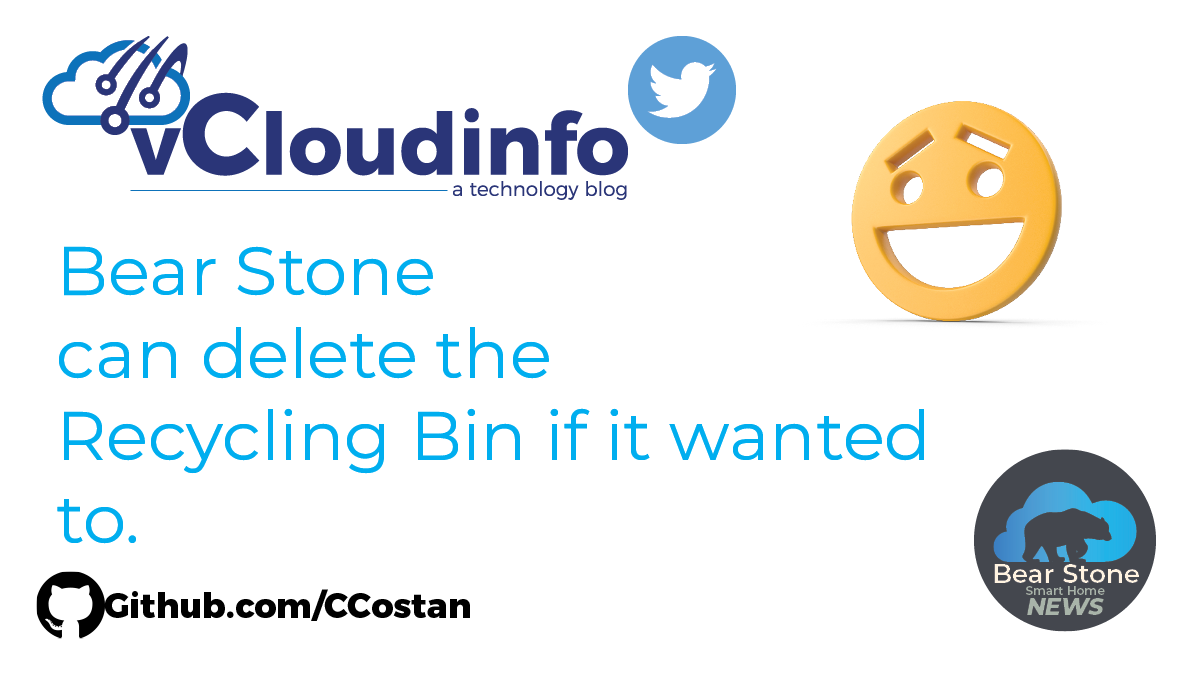 vCloudinfo
a technology blog
Bear Stone
can delete the
Recycling Bin if it wanted
to.
Github.com/CCostan
Bear Stone
Smart Home
NEWS